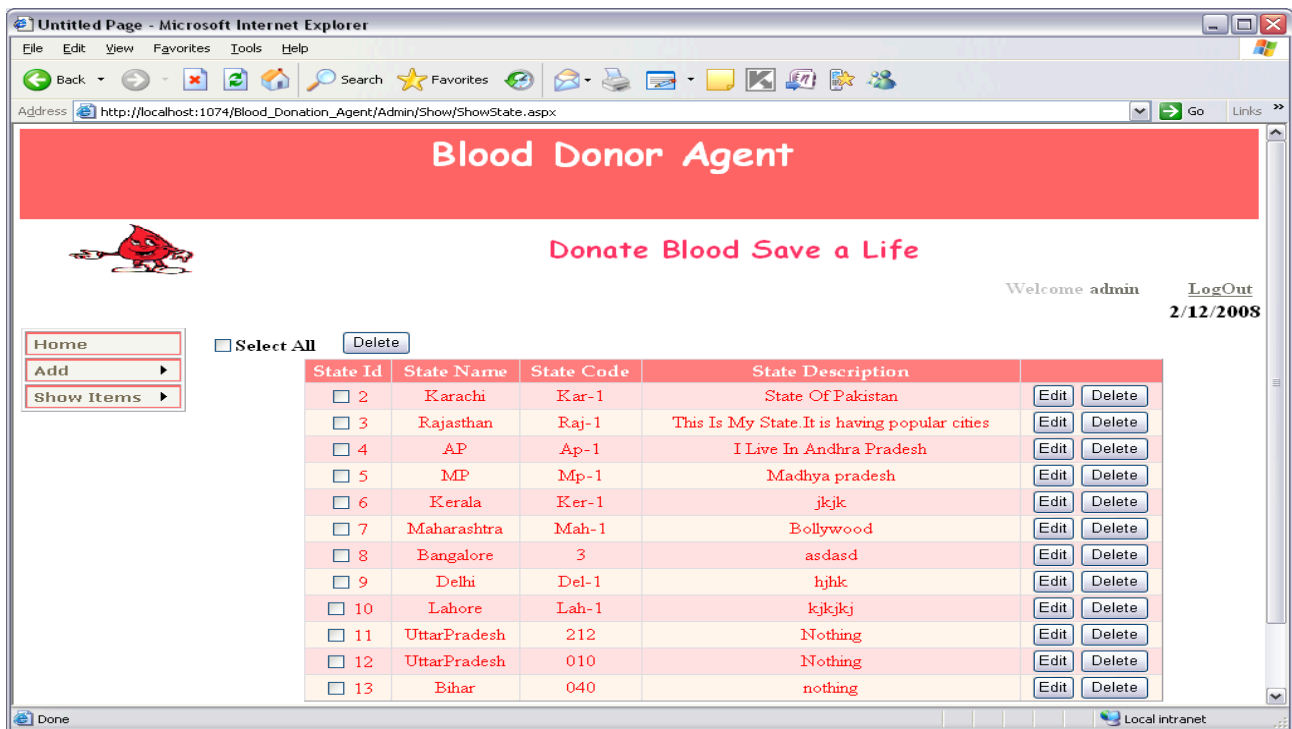 Untitled Page - Microsoft Internet Explorer
File Edit View Favorites Tools Help
Back Search Favorites
Address http://localhost:1074/Blood_Donation_Agent/Admin/Show/ShowState.aspx Go Links »
Blood Donor Agent
Donate Blood Save a Life
Welcome admin LogOut
2/12/2008
Home
Add
Show Items
Select All Delete
State Id State Name State Code State Description
2 Karachi Kar-1 State Of Pakistan Edit Delete
3 Rajasthan Raj-1 This Is My State.It is having popular cities Edit Delete
4 AP Ap-1 I Live In Andhra Pradesh Edit Delete
5 MP Mp-1 Madhya pradesh Edit Delete
6 Kerala Ker-1 jkjk Edit Delete
7 Maharashtra Mah-1 Bollywood Edit Delete
8 Bangalore 3 asdasd Edit Delete
9 Delhi Del-1 hjhk Edit Delete
10 Lahore Lah-1 kjkjkj Edit Delete
11 UttarPradesh 212 Nothing Edit Delete
12 UttarPradesh 010 Nothing Edit Delete
13 Bihar 040 nothing Edit Delete
Done Local intranet